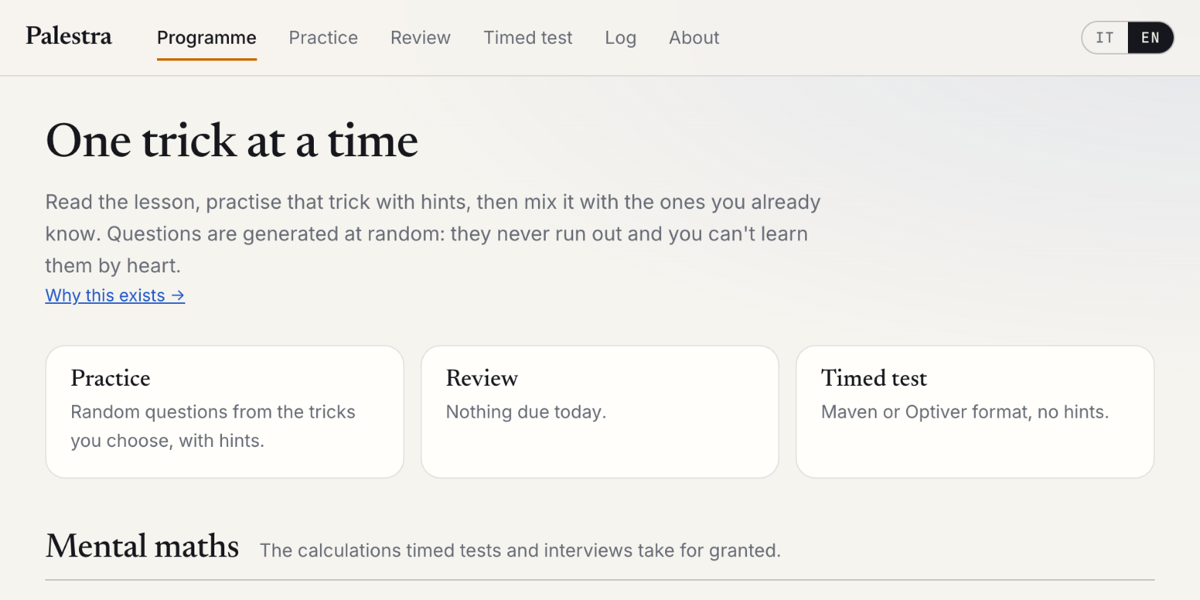 Palestra
Programme
Practice
Review
Timed test
Log
About
IT
EN
One trick at a time
Read the lesson, practise that trick with hints, then mix it with the ones you already
know. Questions are generated at random: they never run out and you can't learn
them by heart.
Why this exists →
Practice
Random questions from the tricks
you choose, with hints.
Review
Nothing due today.
Timed test
Maven or Optiver format, no hints.
Mental maths
The calculations timed tests and interviews take for granted.